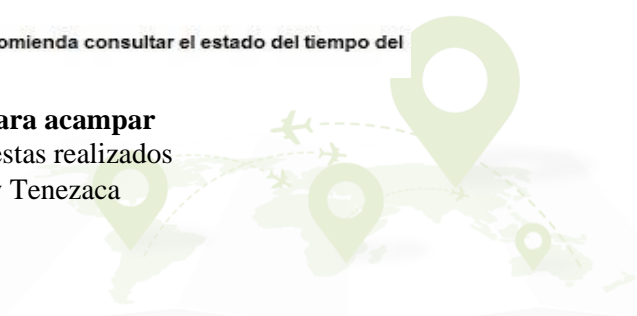 omienda consultar el estado del tiempo del
ara acampar
estas realizados
Tenezaca